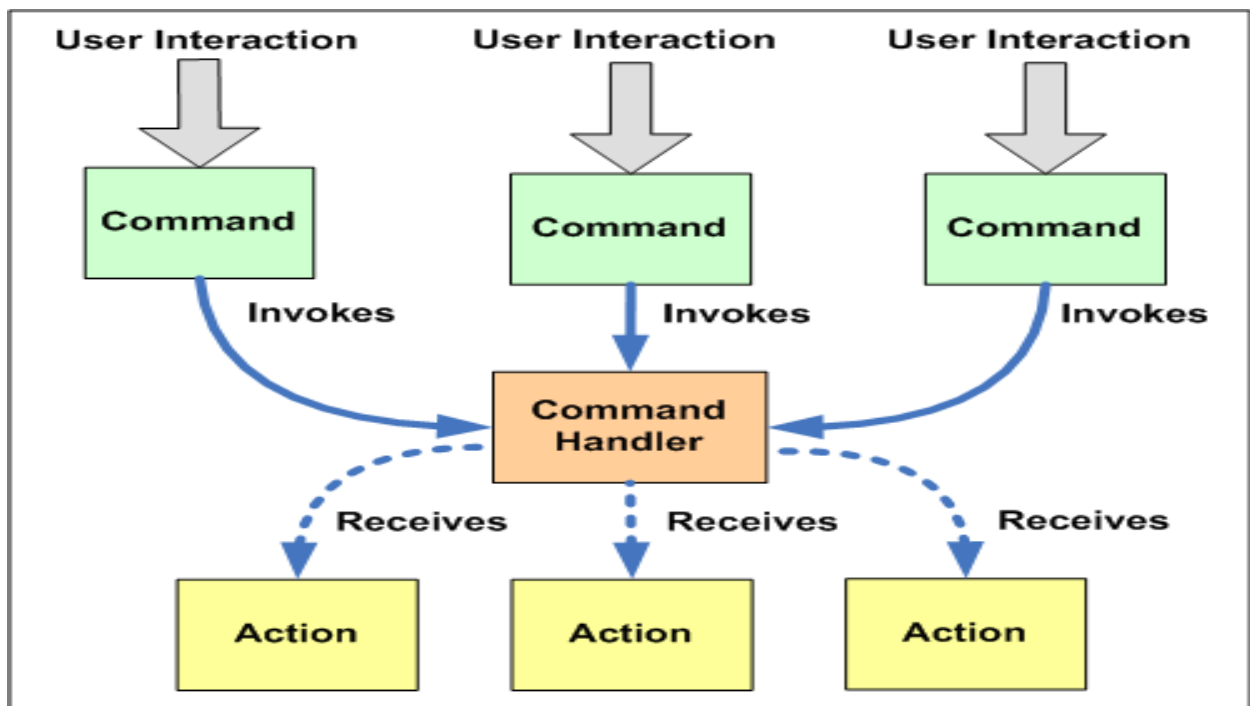 User Interaction
User Interaction
User Interaction
Command
Command
Command
Invokes
Invokes
Invokes
Command
Handler
Receives
Receives
Receives
Action
Action
Action